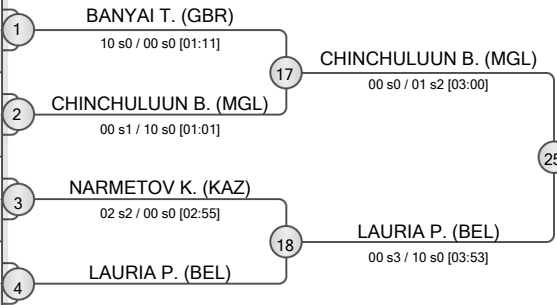 1
BANYAI T. (GBR)
10 s0 / 00 s0 [01:11]
17
CHINCHULUUN B. (MGL)
00 s0 / 01 s2 [03:00]
2
CHINCHULUUN B. (MGL)
00 s1 / 10 s0 [01:01]
25
3
NARMETOV K. (KAZ)
02 s2 / 00 s0 [02:55]
18
LAURIA P. (BEL)
00 s3 / 10 s0 [03:53]
4
LAURIA P. (BEL)